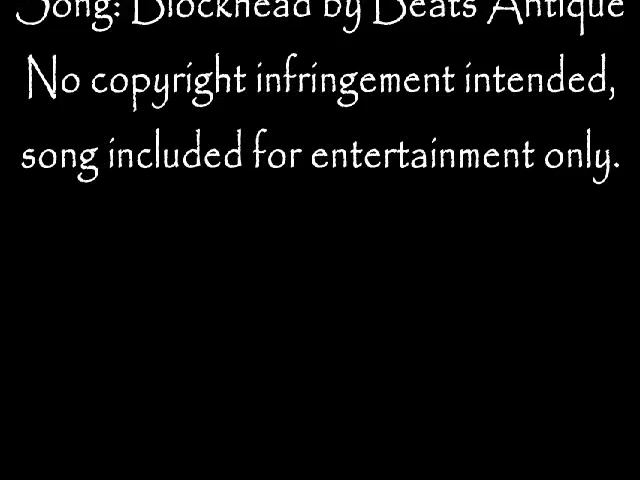 Song: Blockhead by Beats Antique
No copyright infringement intended,
song included for entertainment only.